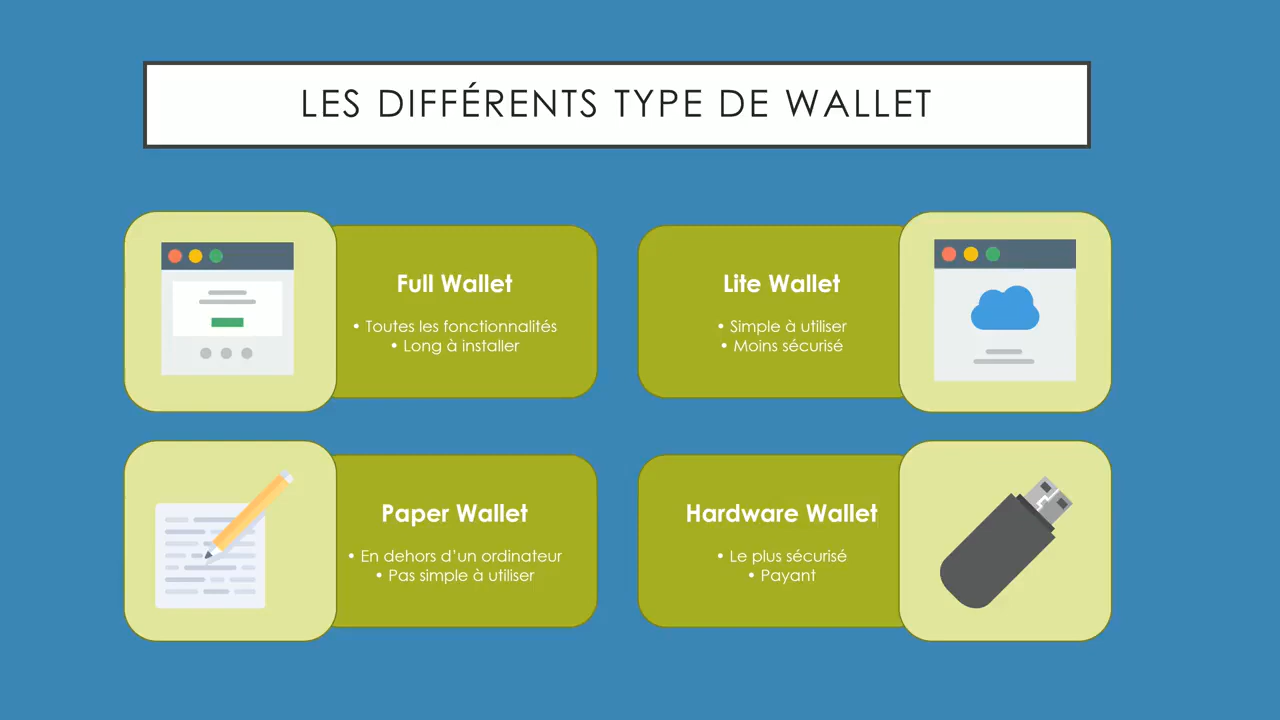 LES DIFFÉRENTS TYPE DE WALLET
Full Wallet
• Toutes les fonctionnalités
• Long à installer
Lite Wallet
• Simple à utiliser
• Moins sécurisé
Paper Wallet
• En dehors d’un ordinateur
• Pas simple à utiliser
Hardware Wallet
• Le plus sécurisé
• Payant